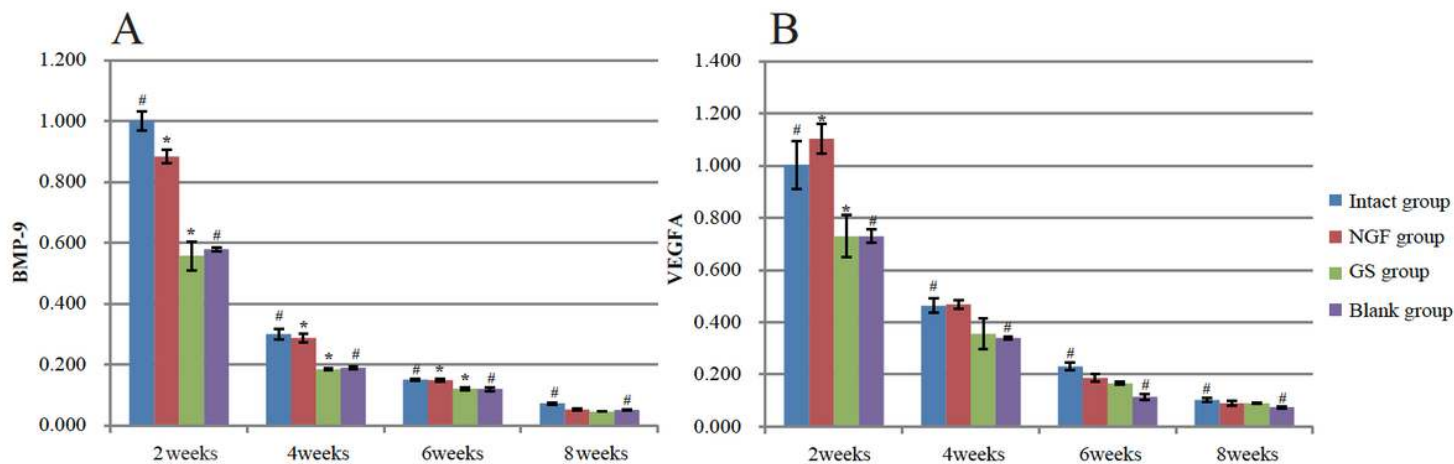 A
1.200
1.000
0.800
0.600
0.400
0.200
0.000
BMP-9
# * * #
# * * #
# * * #
# #
2weeks 4weeks 6weeks 8weeks
B
1.400
1.200
1.000
0.800
0.600
0.400
0.200
0.000
VEGFA
# * * #
# #
# #
# #
2weeks 4weeks 6weeks 8weeks
Intact group
NGF group
GS group
Blank group